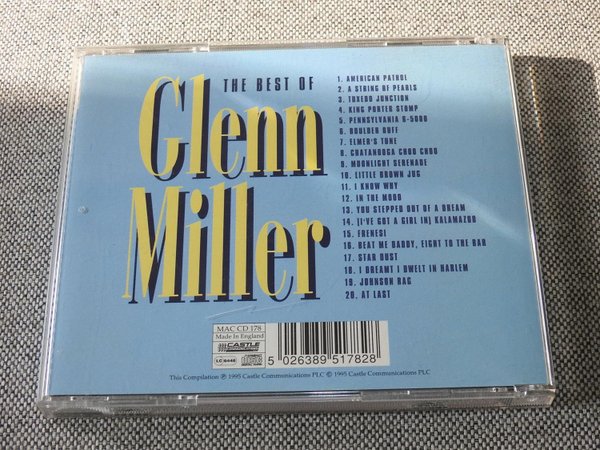 THE BEST OF
Glenn
Miller
1. AMERICAN PATROL
2. A STRING OF PEARLS
3. TUXEDO JUNCTION
4. KING PORTER STOMP
5. PENNSYLVANIA 6-5000
6. BOULDER BUFF
7. ELMER'S TUNE
8. CHATANOOGA CHOO CHOO
9. MOONLIGHT SERENADE
10. LITTLE BROWN JUG
11. I KNOW WHY
12. IN THE MOOD
13. YOU STEPPED OUT OF A DREAM
14. [I'VE GOT A GIRL IN] KALAMAZOO
15. FRENESI
16. BEAT ME DADDY, EIGHT TO THE BAR
17. STAR DUST
18. I DREAMT I DWELT IN HARLEM
19. JOHNSON RAG
20. AT LAST
MAC CD 178
Made in England
CASTLE
LC 6448
5 026389 517828
This Compilation ℗ 1995 Castle Communications PLC © 1995 Castle Communications PLC